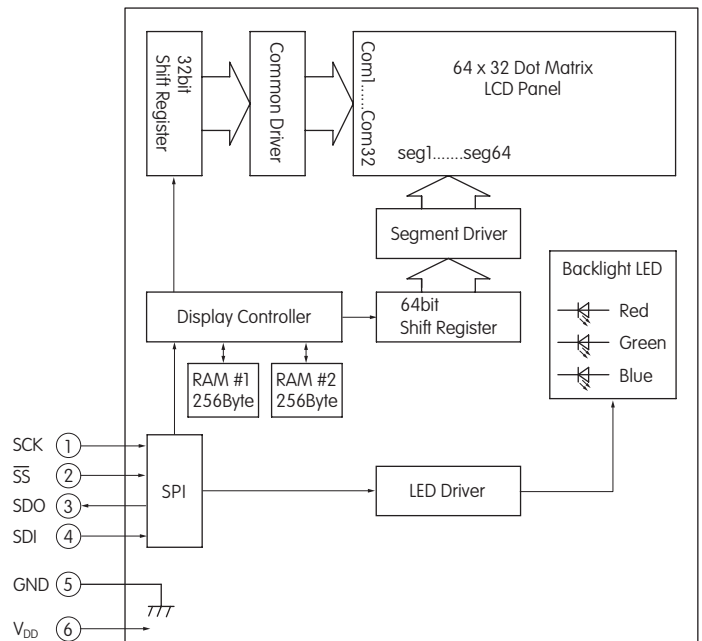 32bit
Shift Register
Common Driver
Com1......Com32
64 x 32 Dot Matrix
LCD Panel
seg1.......seg64
Segment Driver
Backlight LED
Red
Green
Blue
Display Controller
64bit
Shift Register
RAM #1
256Byte
RAM #2
256Byte
SCK 1
S̅S̅ 2
SDO 3
SDI 4
SPI
LED Driver
GND 5
V_DD 6